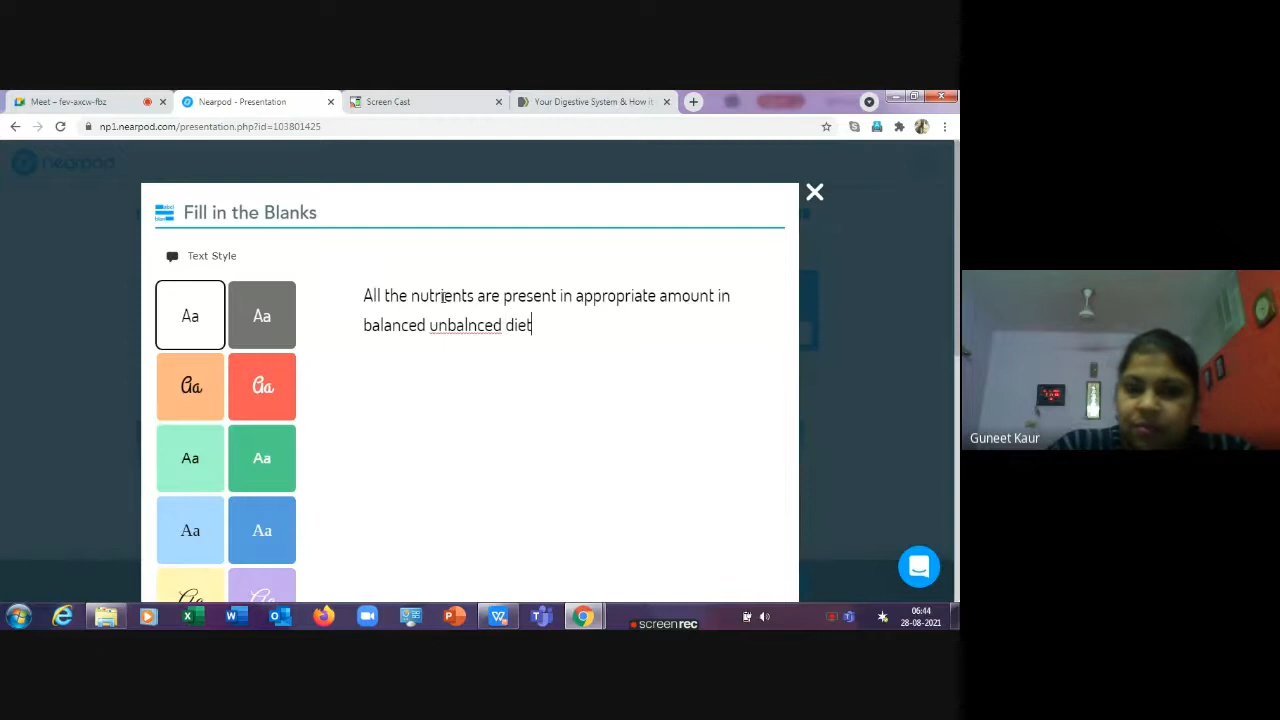 Meet – fev-axcw-fbz
Nearpod - Presentation
Screen Cast
Your Digestive System & How it
np1.nearpod.com/presentation.php?id=103801425
nearpod
Fill in the Blanks
Text Style
Aa Aa
Aa Aa
Aa Aa
Aa Aa
All the nutrients are present in appropriate amount in
balanced unbalnced diet
Guneet Kaur
screenrec
06:44
28-08-2021